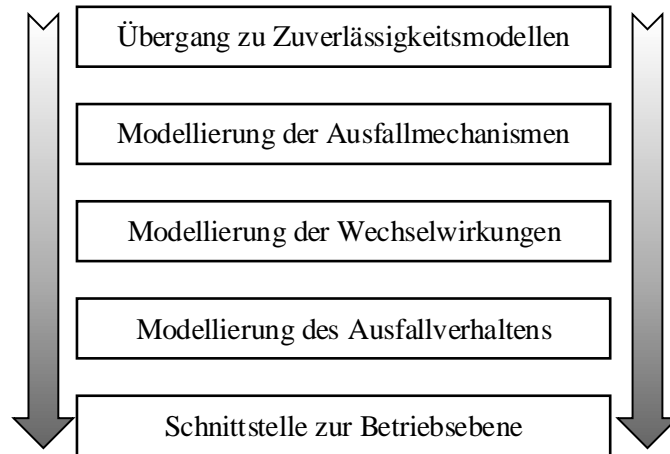 Übergang zu Zuverlässigkeitsmodellen
Modellierung der Ausfallmechanismen
Modellierung der Wechselwirkungen
Modellierung des Ausfallverhaltens
Schnittstelle zur Betriebsebene